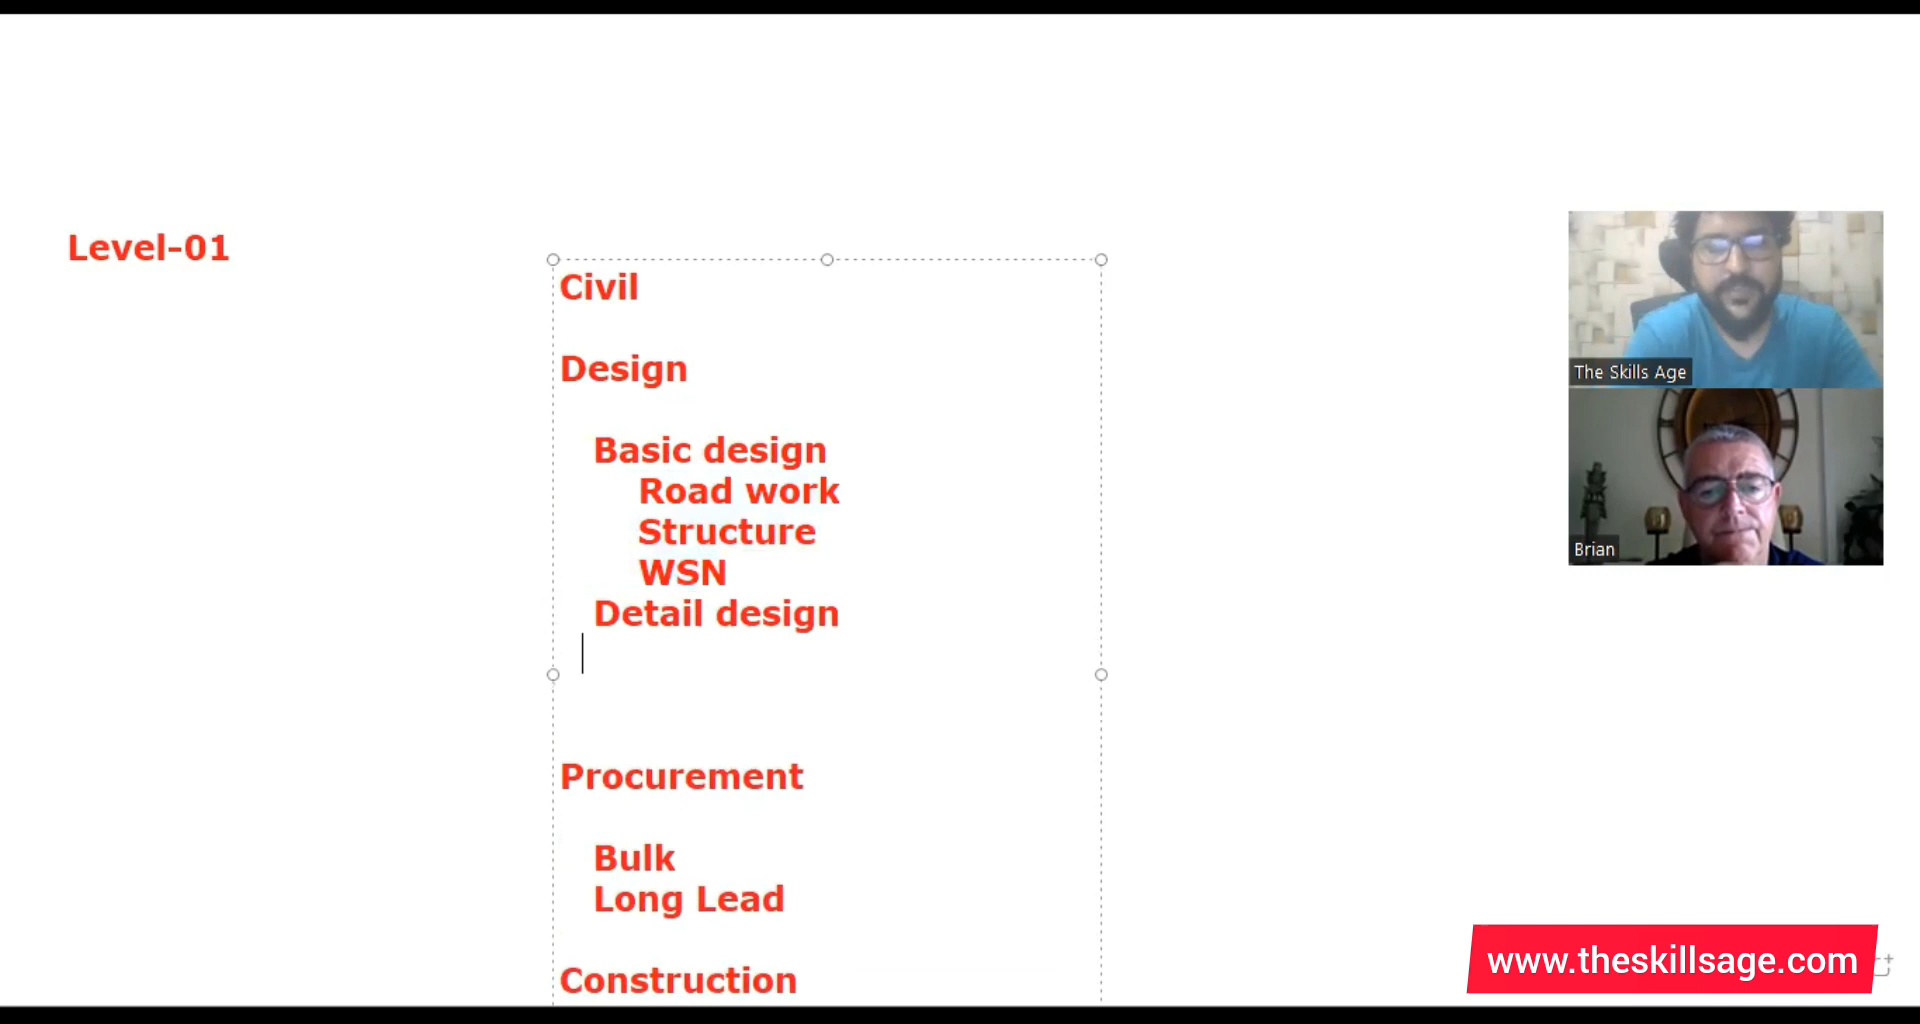 Level-01
Civil
Design
Basic design
Road work
Structure
WSN
Detail design
Procurement
Bulk
Long Lead
Construction
The Skills Age
Brian
www.theskillsage.com